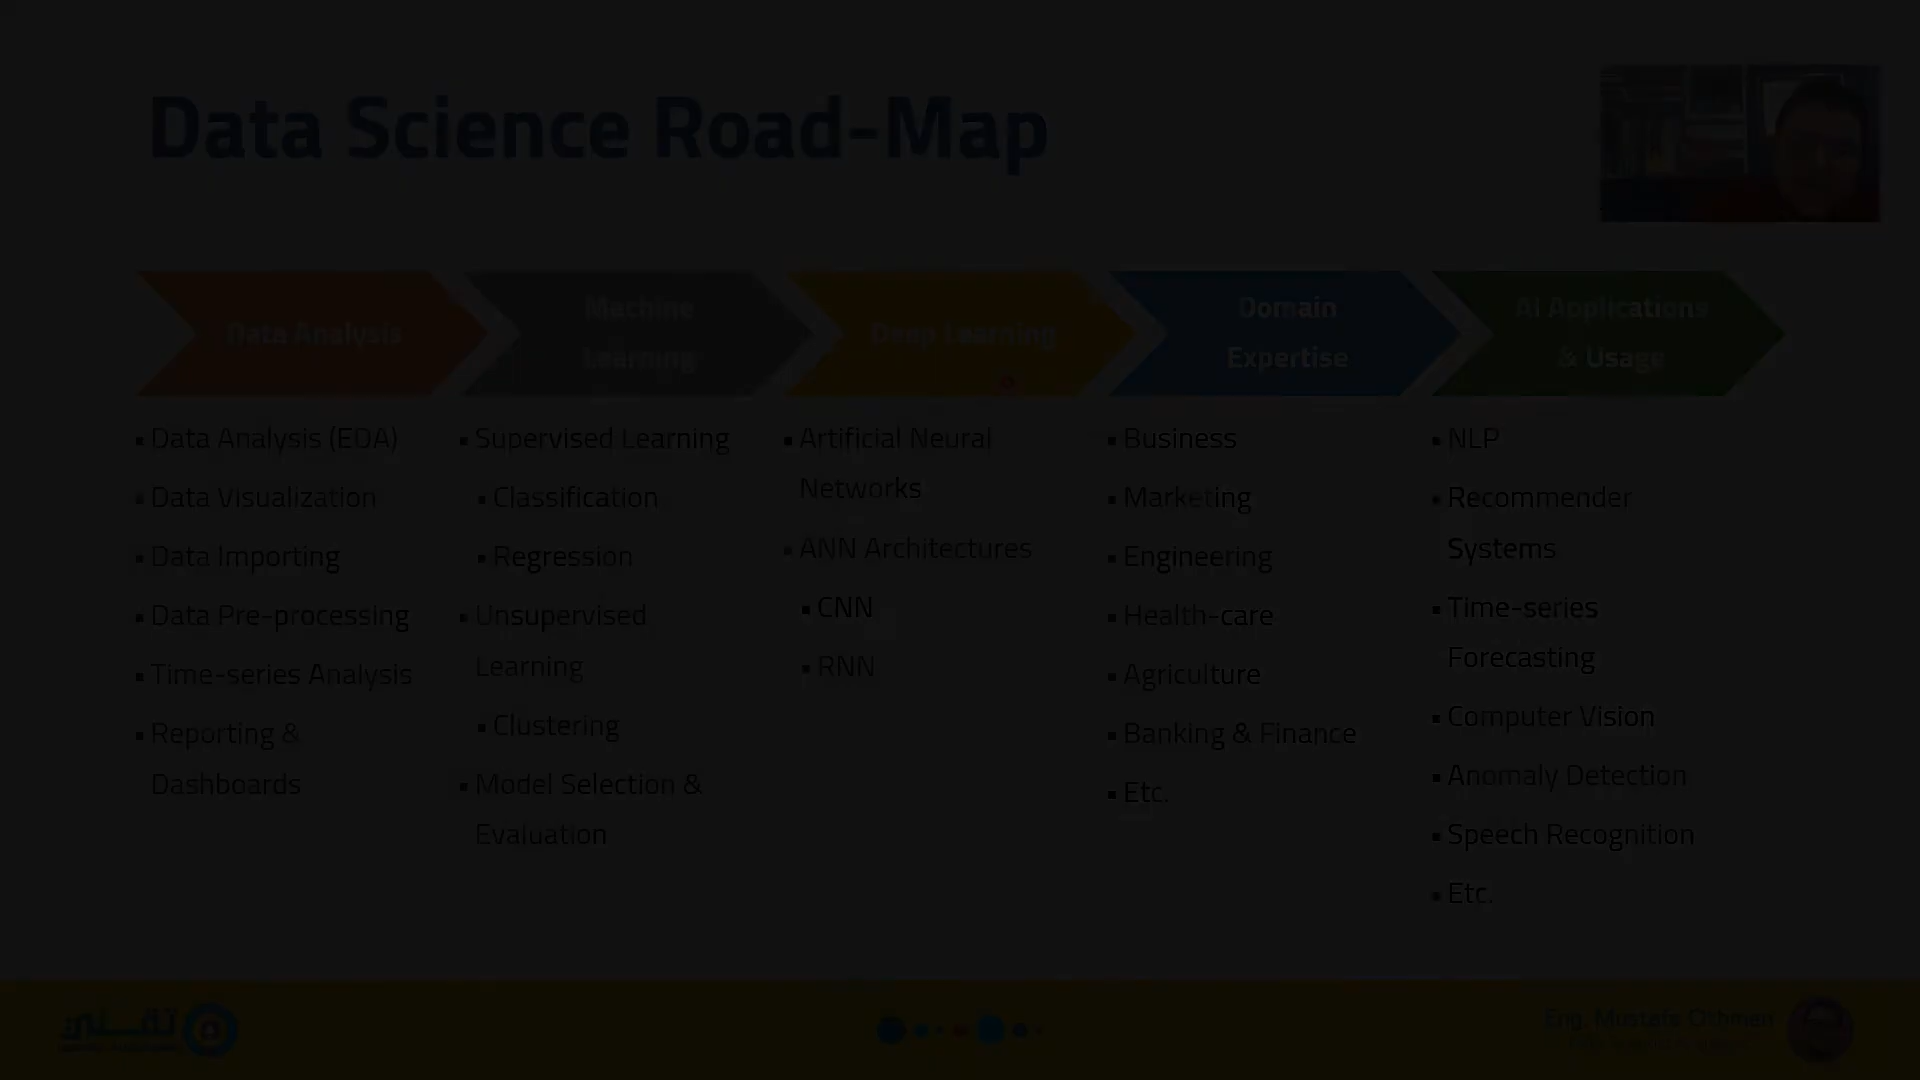 Data Science Road-Map
Data Analysis
Machine
Learning
Deep Learning
Domain
Expertise
AI Applications
& Usage
▪ Data Analysis (EDA)
▪ Data Visualization
▪ Data Importing
▪ Data Pre-processing
▪ Time-series Analysis
▪ Reporting &
Dashboards
▪ Supervised Learning
▪ Classification
▪ Regression
▪ Unsupervised
Learning
▪ Clustering
▪ Model Selection &
Evaluation
▪ Artificial Neural
Networks
▪ ANN Architectures
▪ CNN
▪ RNN
▪ Business
▪ Marketing
▪ Engineering
▪ Health-care
▪ Agriculture
▪ Banking & Finance
▪ Etc.
▪ NLP
▪ Recommender
Systems
▪ Time-series
Forecasting
▪ Computer Vision
▪ Anomaly Detection
▪ Speech Recognition
▪ Etc.
تقني
Eng. Mustafa Othman